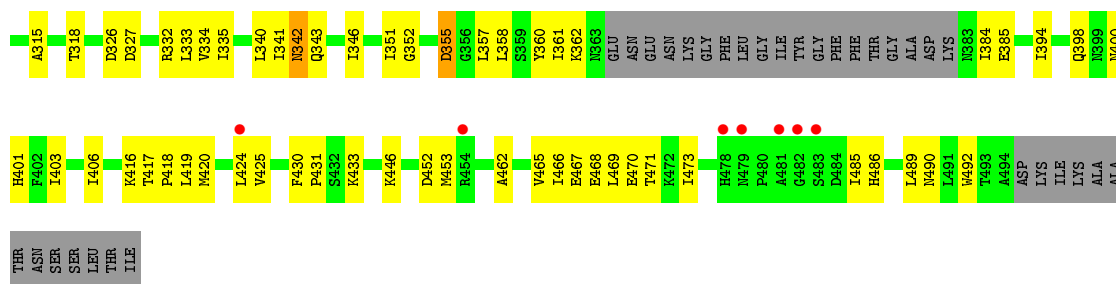 A315 T318 D326 D327 R332 L333 V334 I335 L340 I341 N342 Q343 I346 I351 G352 D355 G356 L357 L358 S359 Y360 I361 K362 N363 GLU ASN GLU ASN LYS GLY PHE LEU GLY ILE TYR GLY PHE PHE THR GLY ALA ASP LYS N383 I384 E385 I394 Q398 N399
H401 F402 I403 I406 K416 T417 P418 L419 M420 L424 V425 F430 P431 S432 K433 K446 D452 M453 R454 A462 V465 I466 E467 E468 L469 E470 T471 K472 I473 H478 N479 P480 A481 G482 S483 D484 I485 H486 L489 N490 L491 W492 T493 A494 ASP LYS ILE LYS ALA
THR ASN SER SER LEU THR ILE